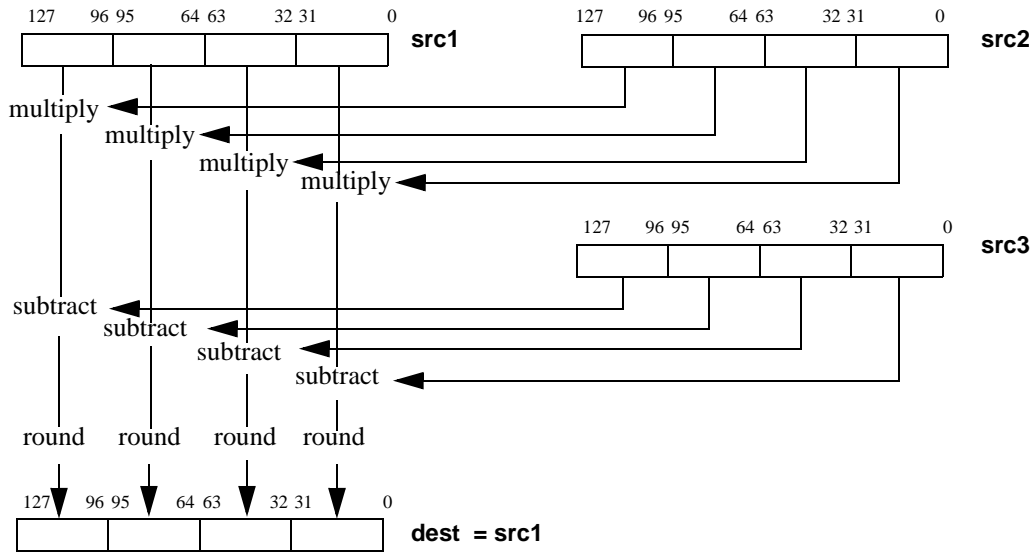 127 96 95 64 63 32 31 0 src1
127 96 95 64 63 32 31 0 src2
multiply
multiply
multiply
multiply
127 96 95 64 63 32 31 0 src3
subtract
subtract
subtract
subtract
round round round round
127 96 95 64 63 32 31 0
dest = src1